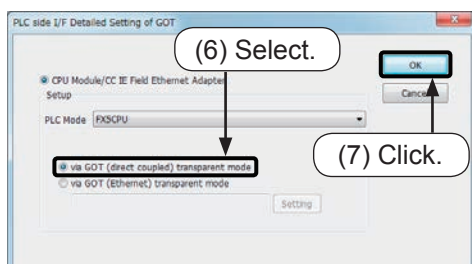 PLC side I/F Detailed Setting of GOT
(6) Select.
OK
CPU Module/CC IE Field Ethernet Adapter
Cancel
Setup
PLC Mode FX5CPU
(7) Click.
via GOT (direct coupled) transparent mode
via GOT (Ethernet) transparent mode
Setting